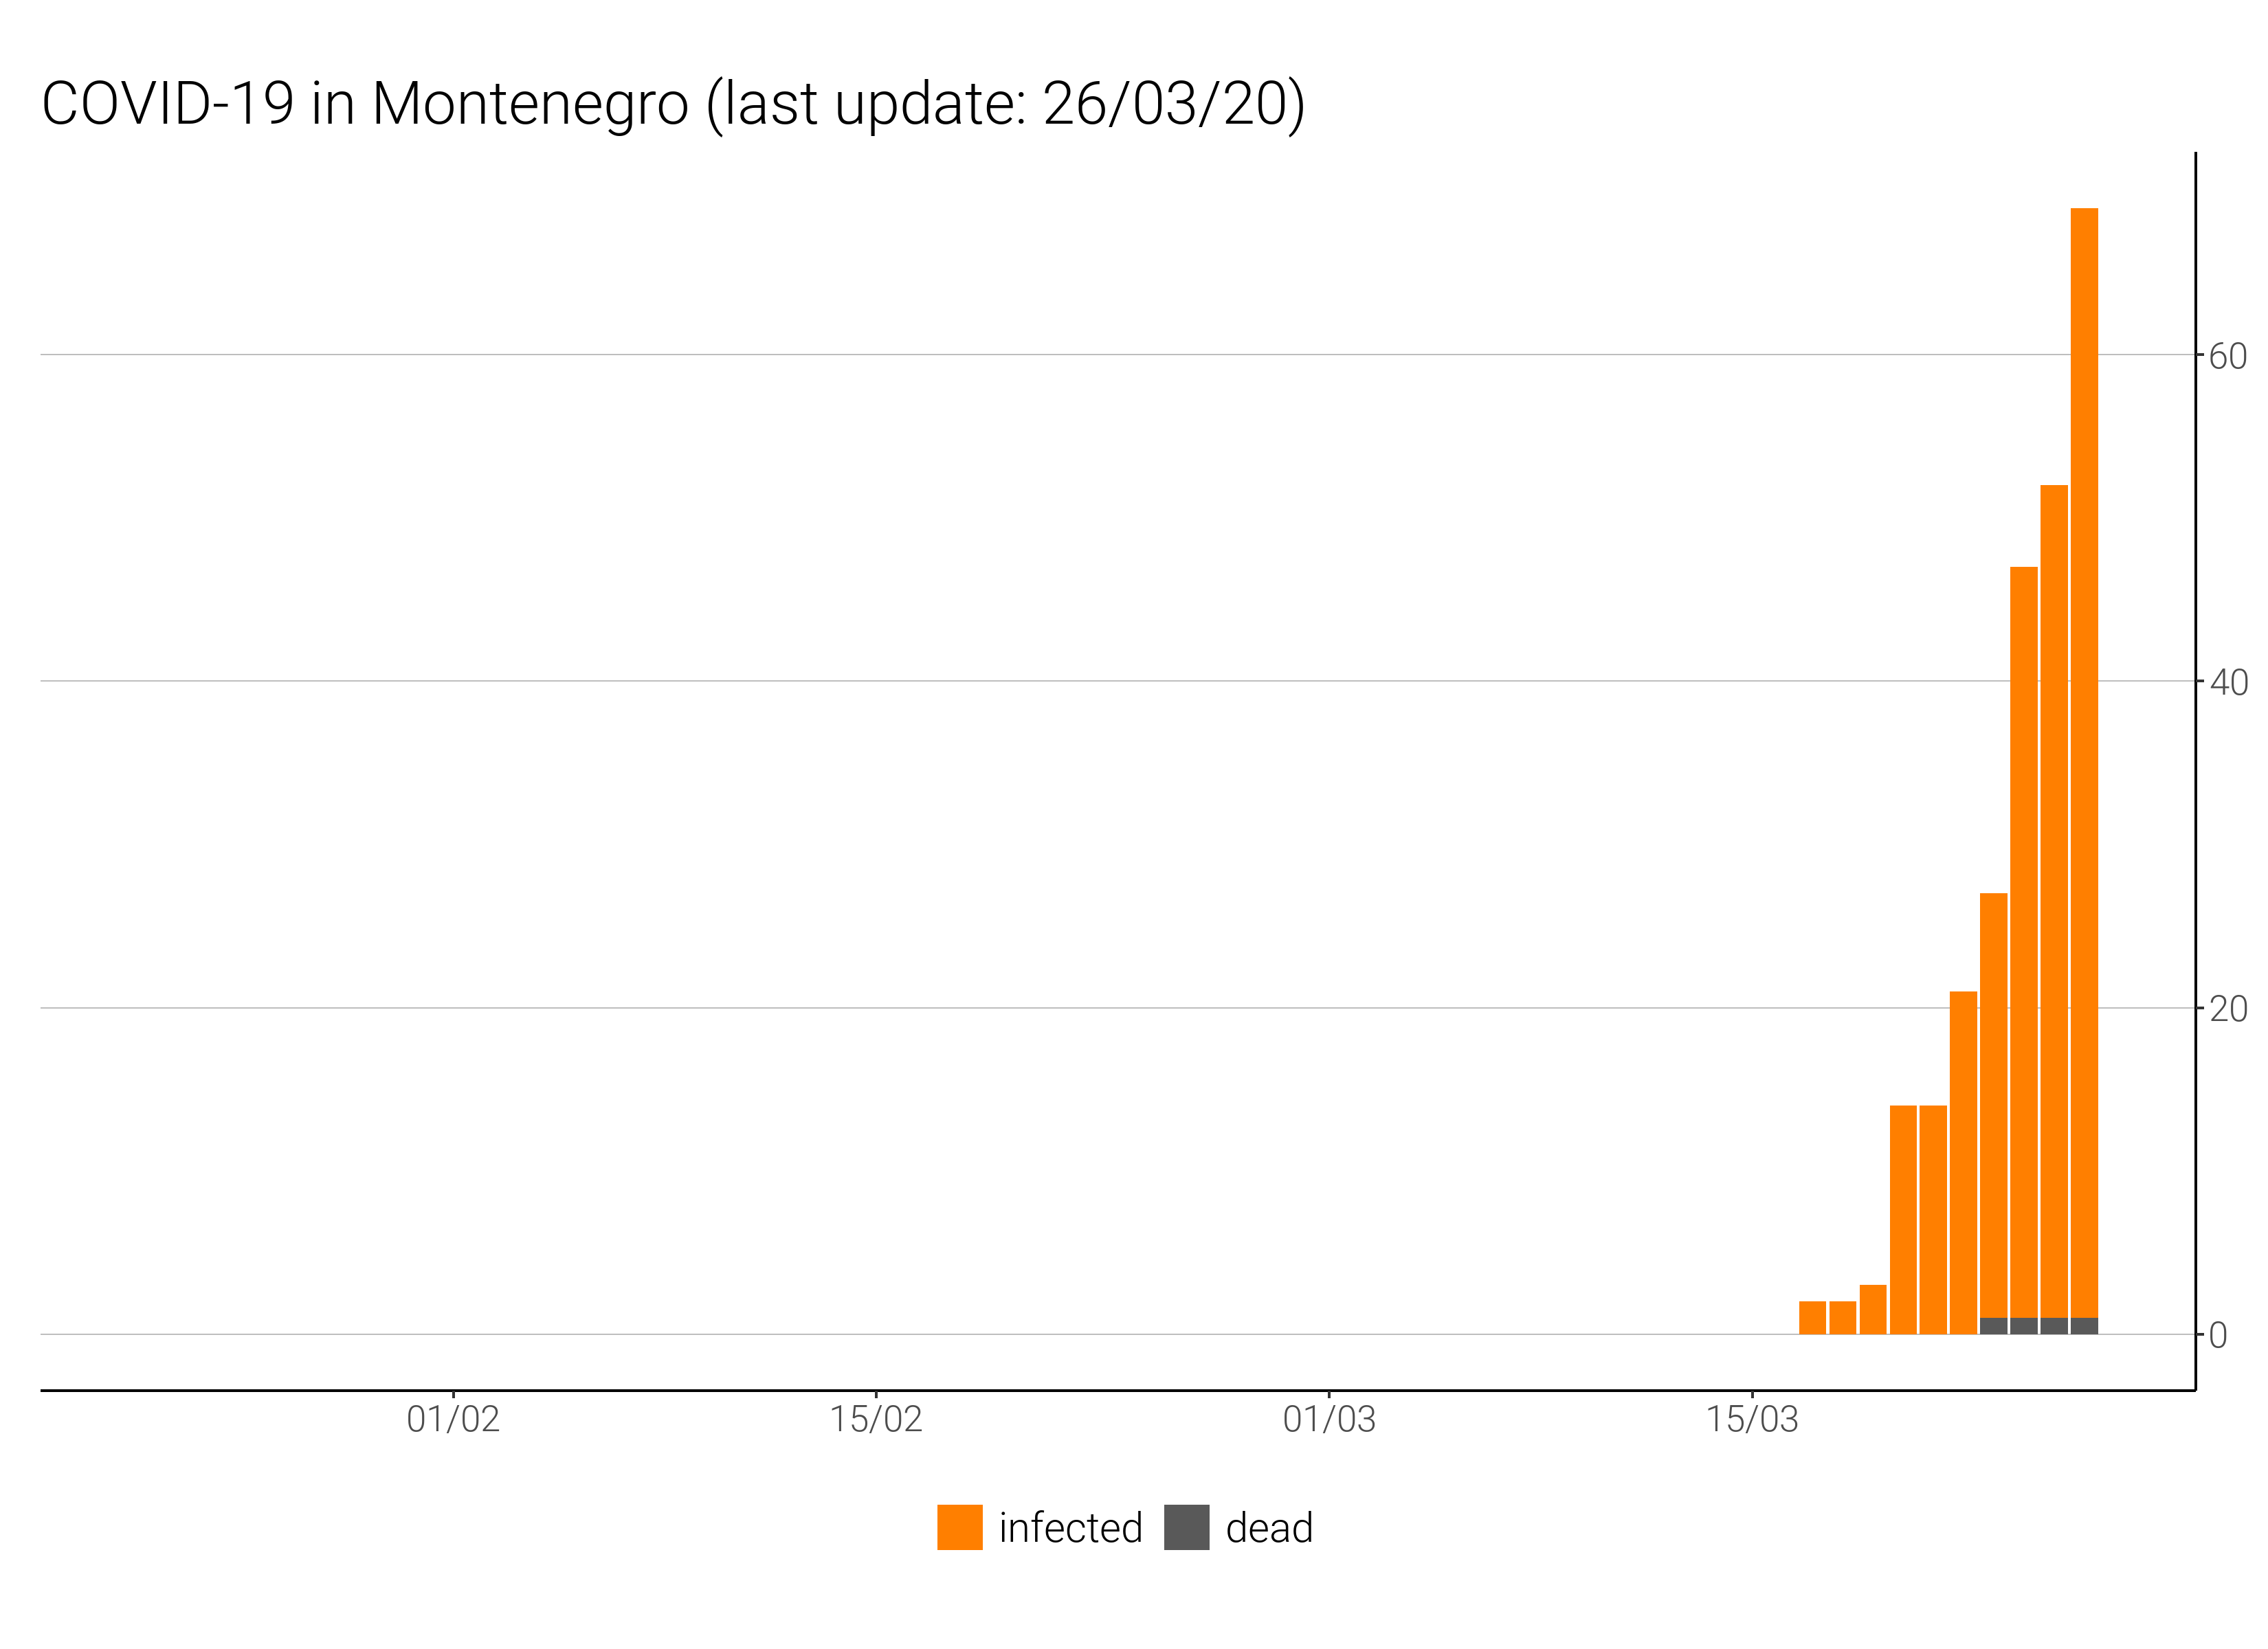 COVID-19 in Montenegro (last update: 26/03/20)
60
40
20
0
01/02 15/02 01/03 15/03
infected dead